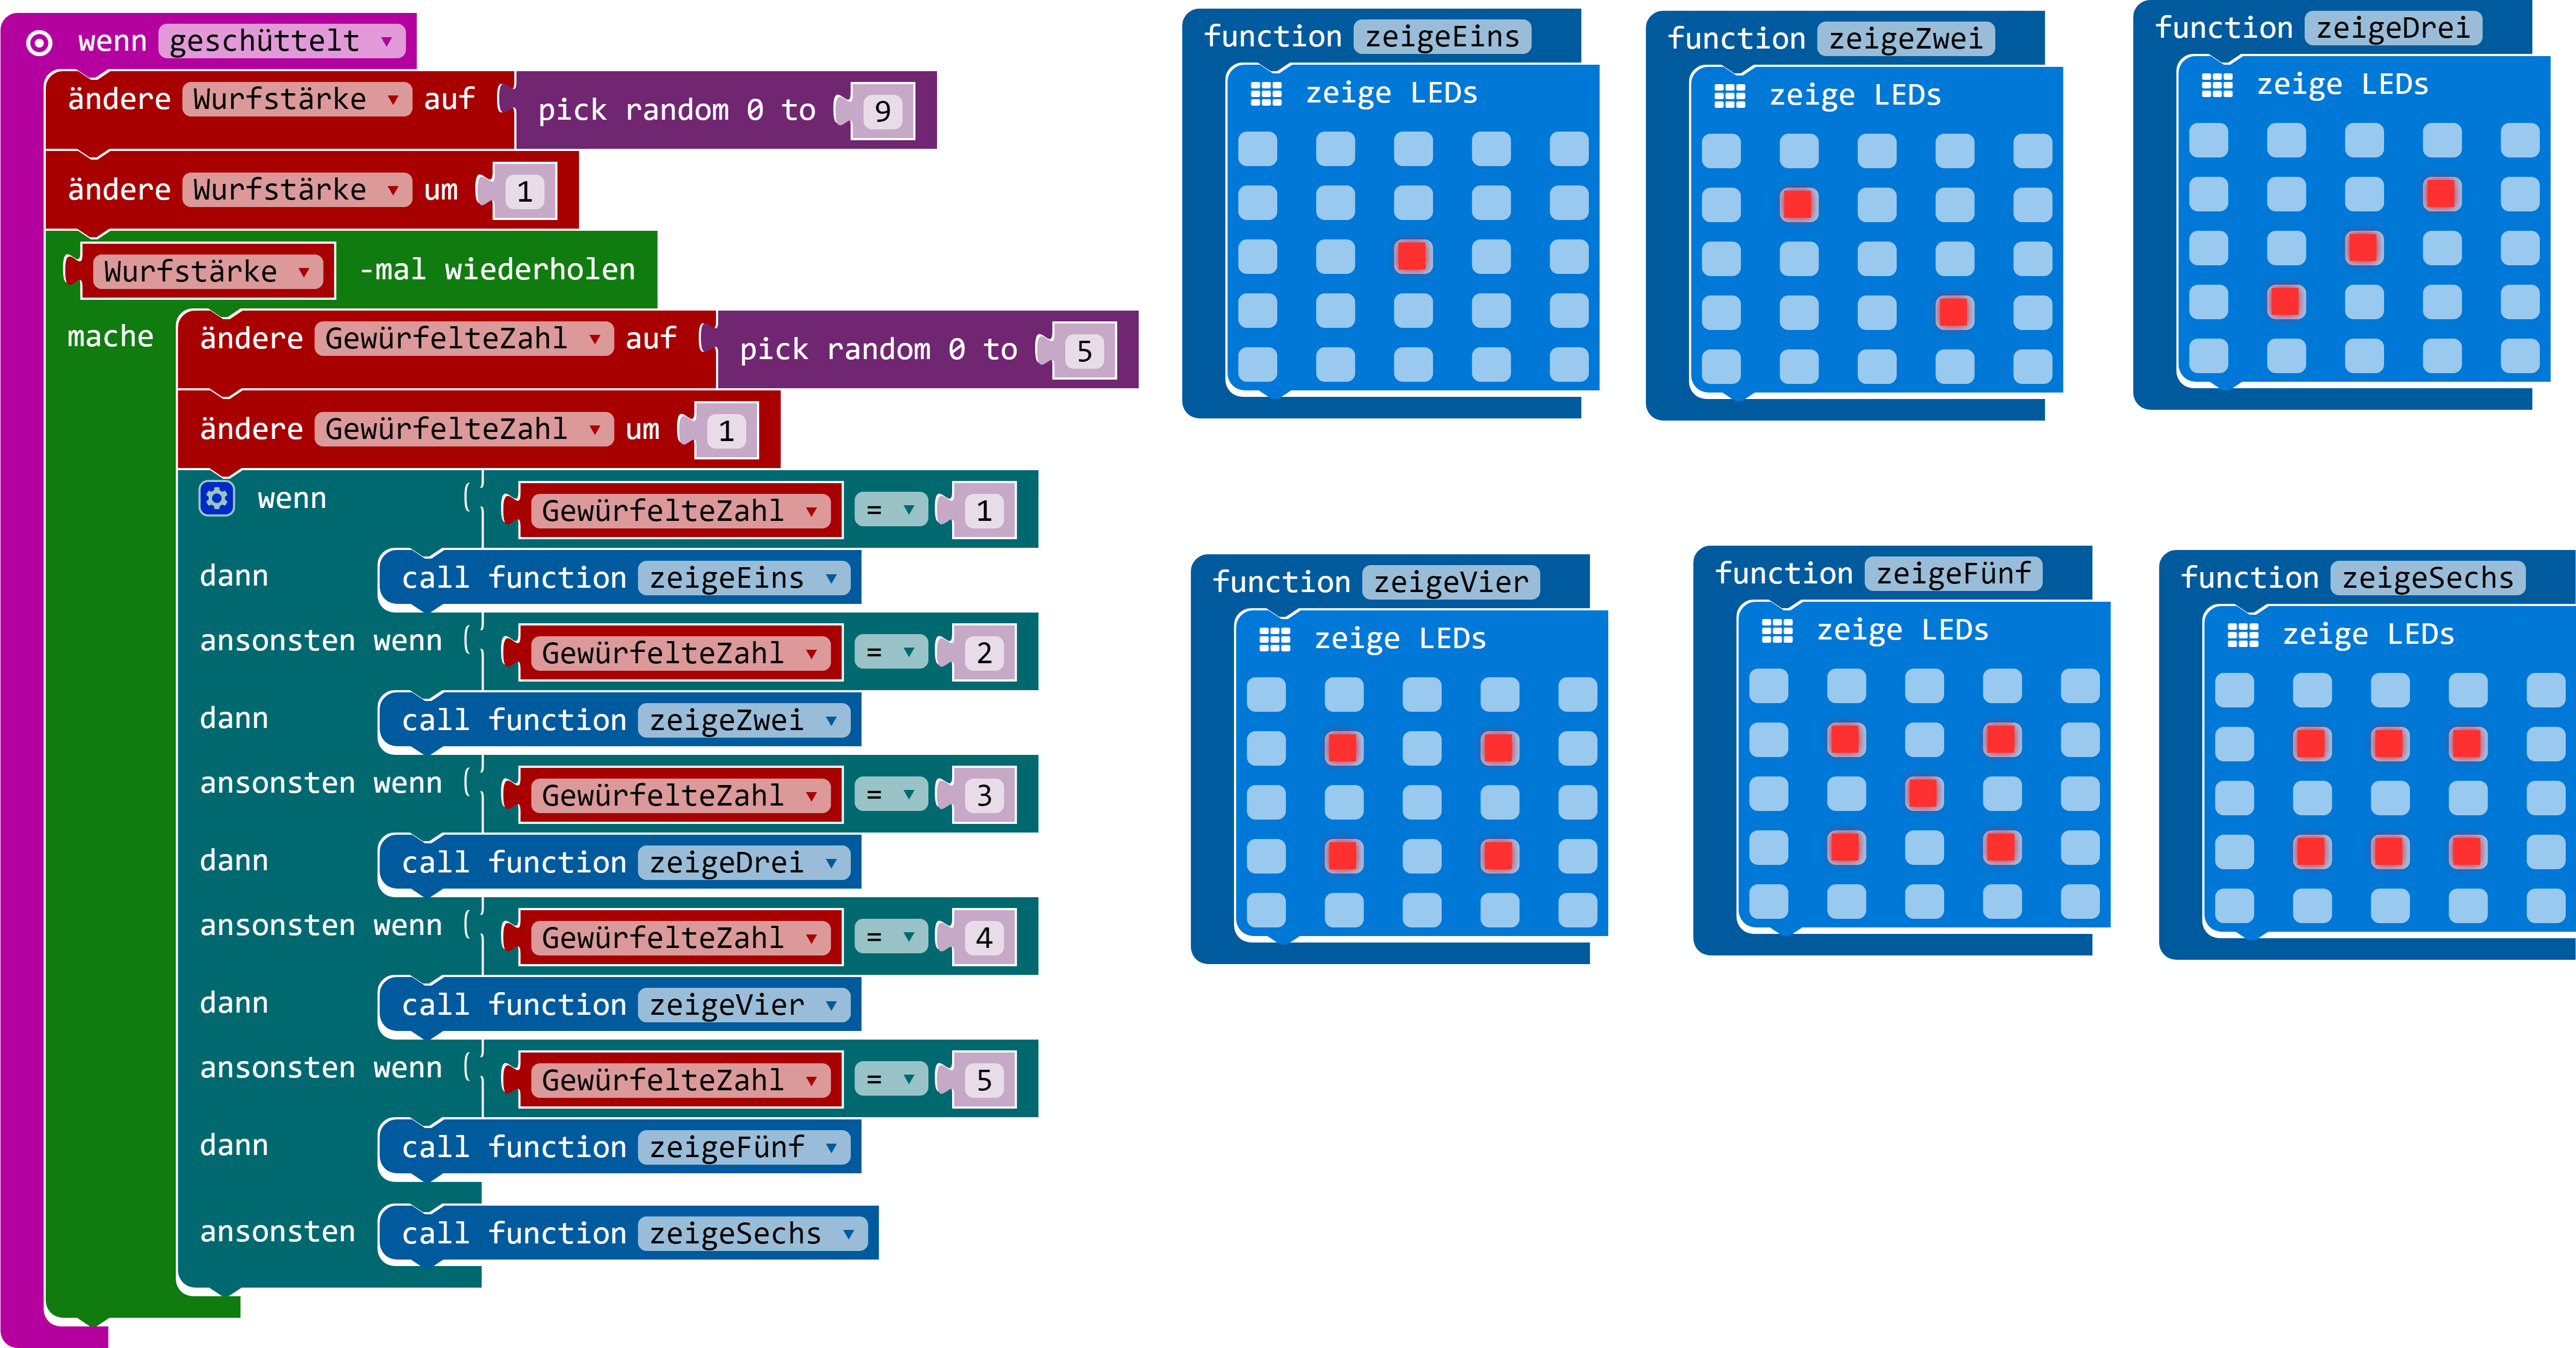 wenn geschüttelt
ändere Wurfstärke auf pick random 0 to 9
ändere Wurfstärke um 1
Wurfstärke -mal wiederholen
mache ändere GewürfelteZahl auf pick random 0 to 5
ändere GewürfelteZahl um 1
wenn GewürfelteZahl = 1
dann call function zeigeEins
ansonsten wenn GewürfelteZahl = 2
dann call function zeigeZwei
ansonsten wenn GewürfelteZahl = 3
dann call function zeigeDrei
ansonsten wenn GewürfelteZahl = 4
dann call function zeigeVier
ansonsten wenn GewürfelteZahl = 5
dann call function zeigeFünf
ansonsten call function zeigeSechs
function zeigeEins
zeige LEDs
function zeigeZwei
zeige LEDs
function zeigeDrei
zeige LEDs
function zeigeVier
zeige LEDs
function zeigeFünf
zeige LEDs
function zeigeSechs
zeige LEDs